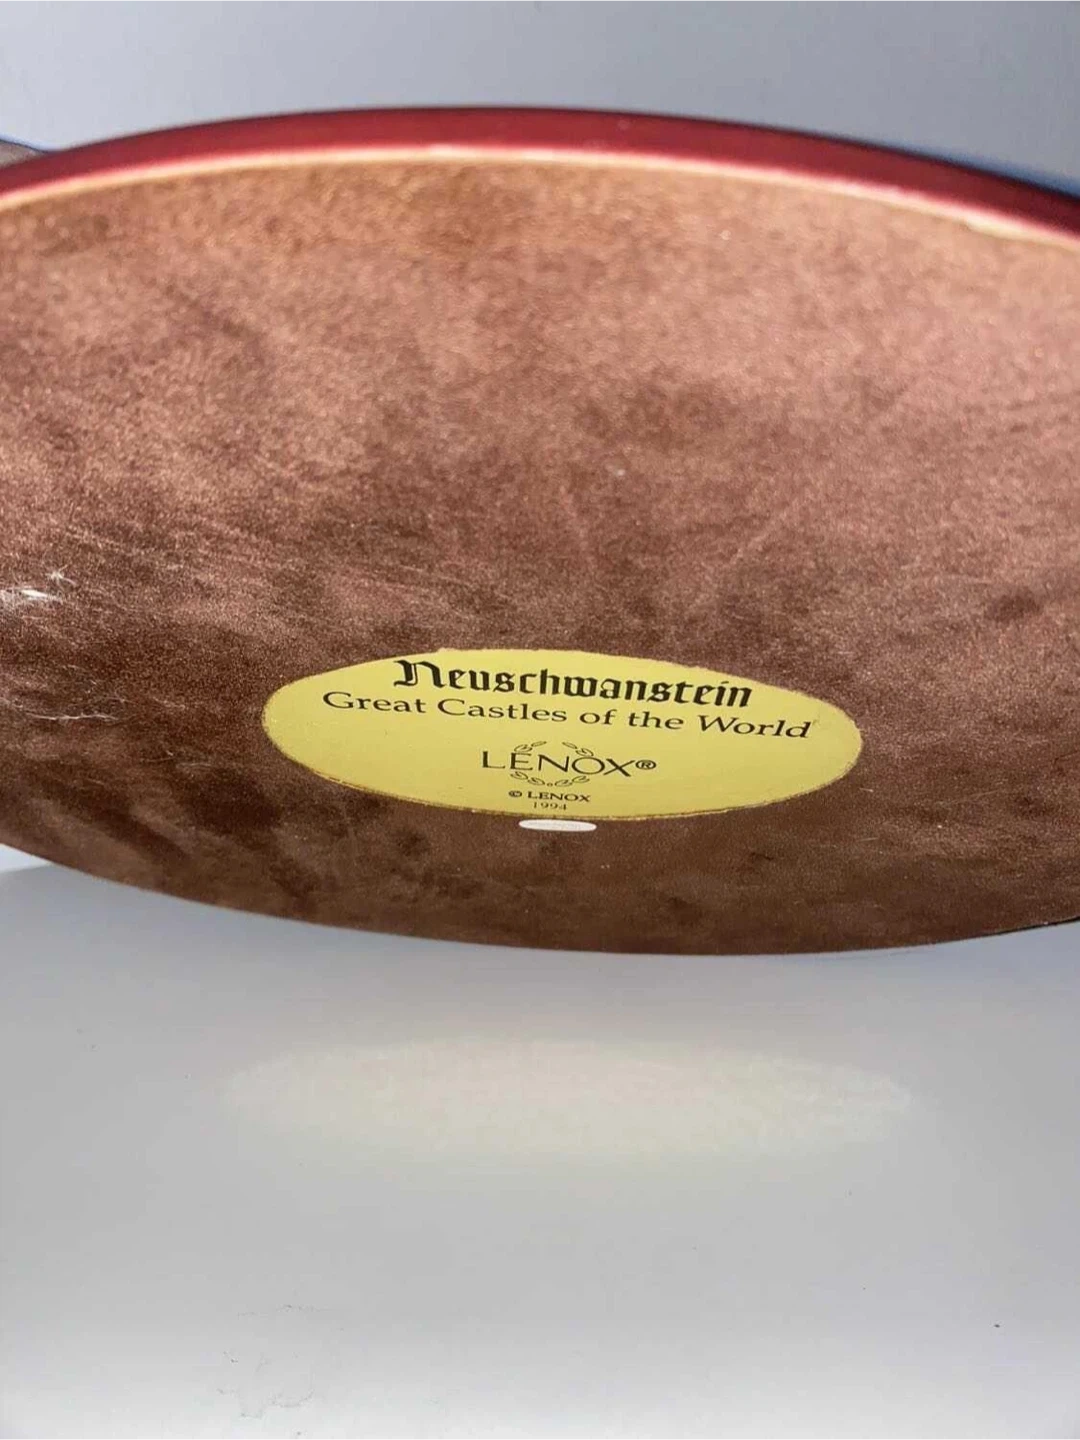 Neuschwanstein
Great Castles of the World
LENOX®
© LENOX
1994